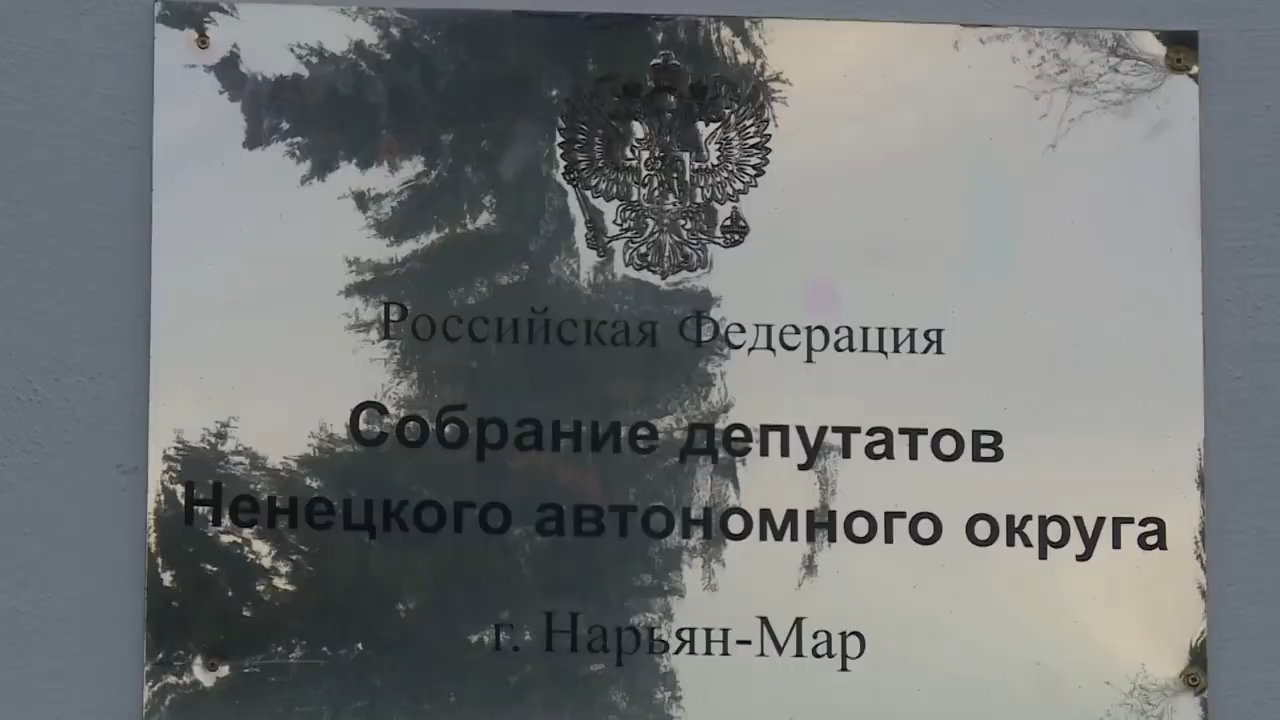 Российская Федерация
Собрание депутатов
Ненецкого автономного округа
г. Нарьян-Мар